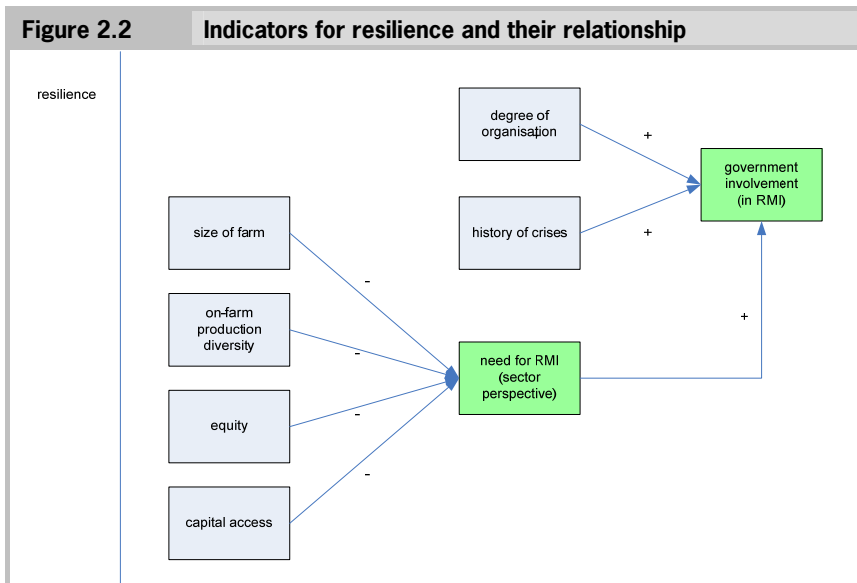 Figure 2.2 Indicators for resilience and their relationship
resilience
degree of
organisation
+
+
government
involvement
(in RMI)
size of farm
history of crises
+
-
on-farm
production
diversity
-
+
need for RMI
(sector
perspective)
equity
-
-
capital access